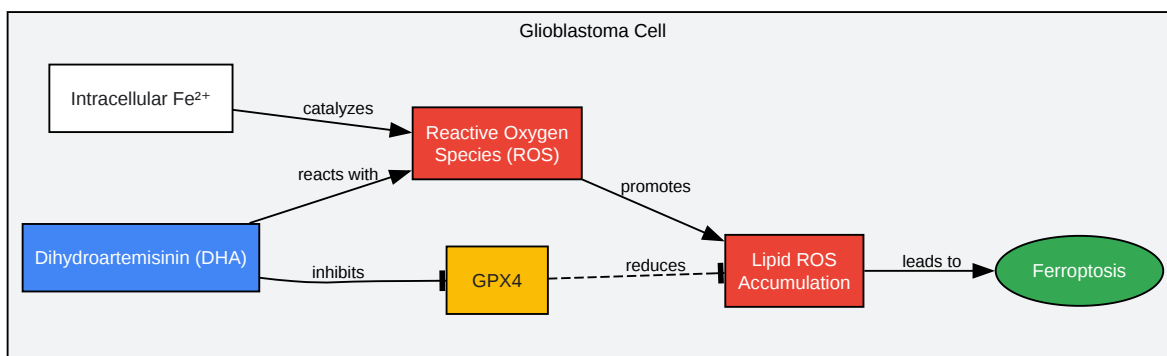 Glioblastoma Cell
Intracellular Fe²⁺
catalyzes
Reactive Oxygen
Species (ROS)
reacts with
promotes
Dihydroartemisinin (DHA)
inhibits
GPX4
reduces
Lipid ROS
Accumulation
leads to
Ferroptosis